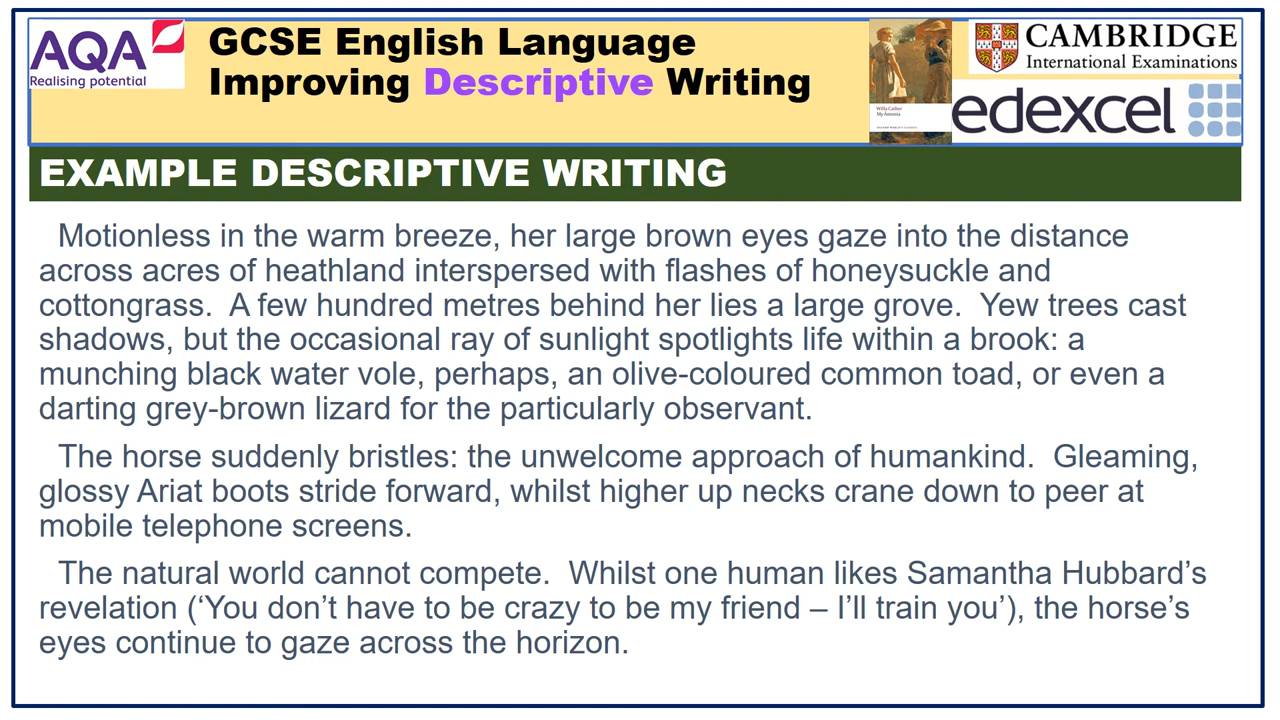 AQA
Realising potential
GCSE English Language
Improving Descriptive Writing
Willa Cather
My Ántonia
OXFORD WORLD'S CLASSICS
CAMBRIDGE
International Examinations
edexcel
EXAMPLE DESCRIPTIVE WRITING
Motionless in the warm breeze, her large brown eyes gaze into the distance
across acres of heathland interspersed with flashes of honeysuckle and
cottongrass.  A few hundred metres behind her lies a large grove.  Yew trees cast
shadows, but the occasional ray of sunlight spotlights life within a brook: a
munching black water vole, perhaps, an olive-coloured common toad, or even a
darting grey-brown lizard for the particularly observant.
The horse suddenly bristles: the unwelcome approach of humankind.  Gleaming,
glossy Ariat boots stride forward, whilst higher up necks crane down to peer at
mobile telephone screens.
The natural world cannot compete.  Whilst one human likes Samantha Hubbard’s
revelation (‘You don’t have to be crazy to be my friend – I’ll train you’), the horse’s
eyes continue to gaze across the horizon.